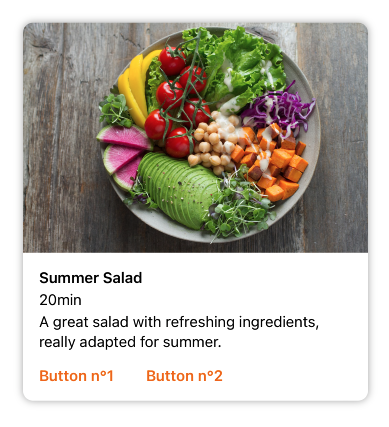 Summer Salad
20min
A great salad with refreshing ingredients,
really adapted for summer.
Button n°1 Button n°2